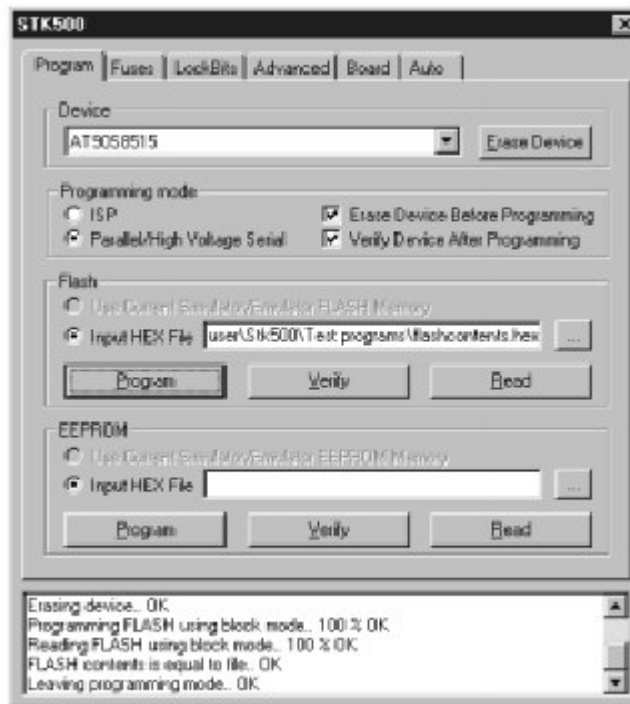 STK500
Program Fuses LockBits Advanced Board Auto
Device
AT90S8515
Erase Device
Programming mode
ISP
Erase Device Before Programming
Parallel/High Voltage Serial
Verify Device After Programming
Flash
Use Current Simulator/Emulator FLASH Memory
Input HEX File user\Stk500\Test programs\flashcontents.hex ...
Program Verify Read
EEPROM
Use Current Simulator/Emulator EEPROM Memory
Input HEX File ...
Program Verify Read
Erasing device.. OK
Programming FLASH using block mode.. 100 % OK
Reading FLASH using block mode.. 100 % OK
FLASH contents is equal to file.. OK
Leaving programming mode.. OK